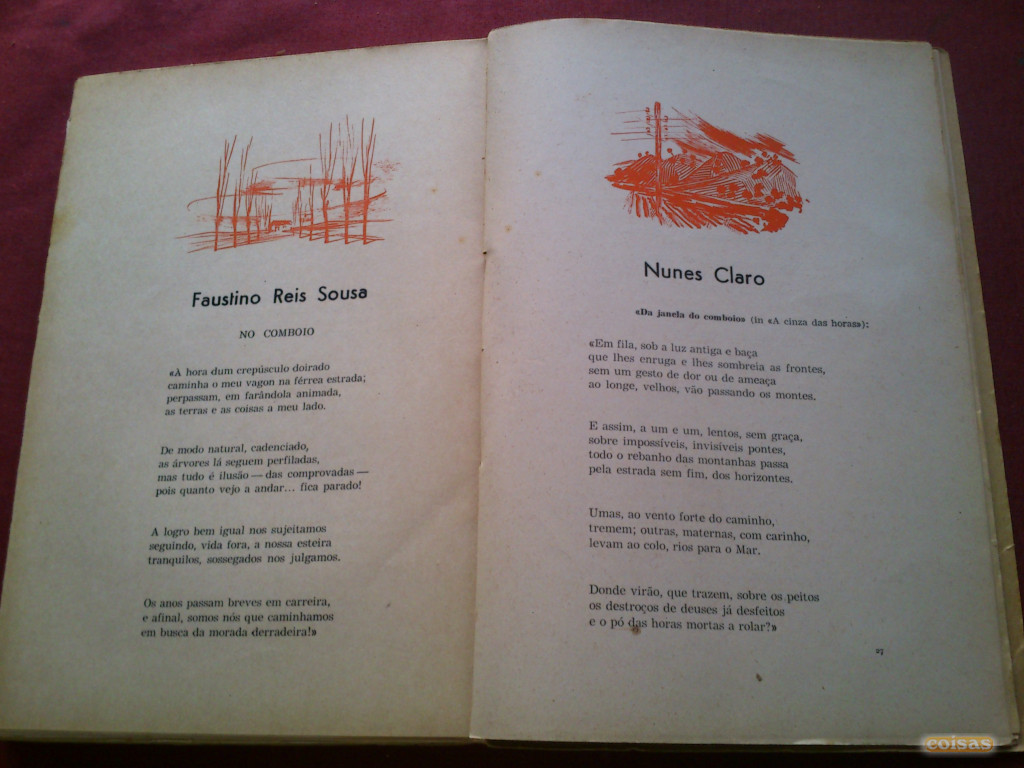 Faustino Reis Sousa
NO COMBOIO
«À hora dum crepúsculo doirado
caminha o meu vagon na férrea estrada;
perpassam, em farândola animada,
as terras e as coisas a meu lado.
De modo natural, cadenciado,
as árvores lá seguem perfiladas,
mas tudo é ilusão — das comprovadas —
pois quanto vejo a andar... fica parado!
A logro bem igual nos sujeitamos
seguindo, vida fora, a nossa esteira
tranquilos, sossegados nos julgamos.
Os anos passam breves em carreira,
e afinal, somos nós que caminhamos
em busca da morada derradeira!»
Nunes Claro
«Da janela do comboio» (in «A cinza das horas»):
«Em fila, sob a luz antiga e baça
que lhes enruga e lhes sombreia as frontes,
sem um gesto de dor ou de ameaça
ao longe, velhos, vão passando os montes.
E assim, a um e um, lentos, sem graça,
sobre impossíveis, invisíveis pontes,
todo o rebanho das montanhas passa
pela estrada sem fim, dos horizontes.
Umas, ao vento forte do caminho,
tremem; outras, maternas, com carinho,
levam ao colo, rios para o Mar.
Donde virão, que trazem, sobre os peitos
os destroços de deuses já desfeitos
e o pó das horas mortas a rolar?»
27
coisas